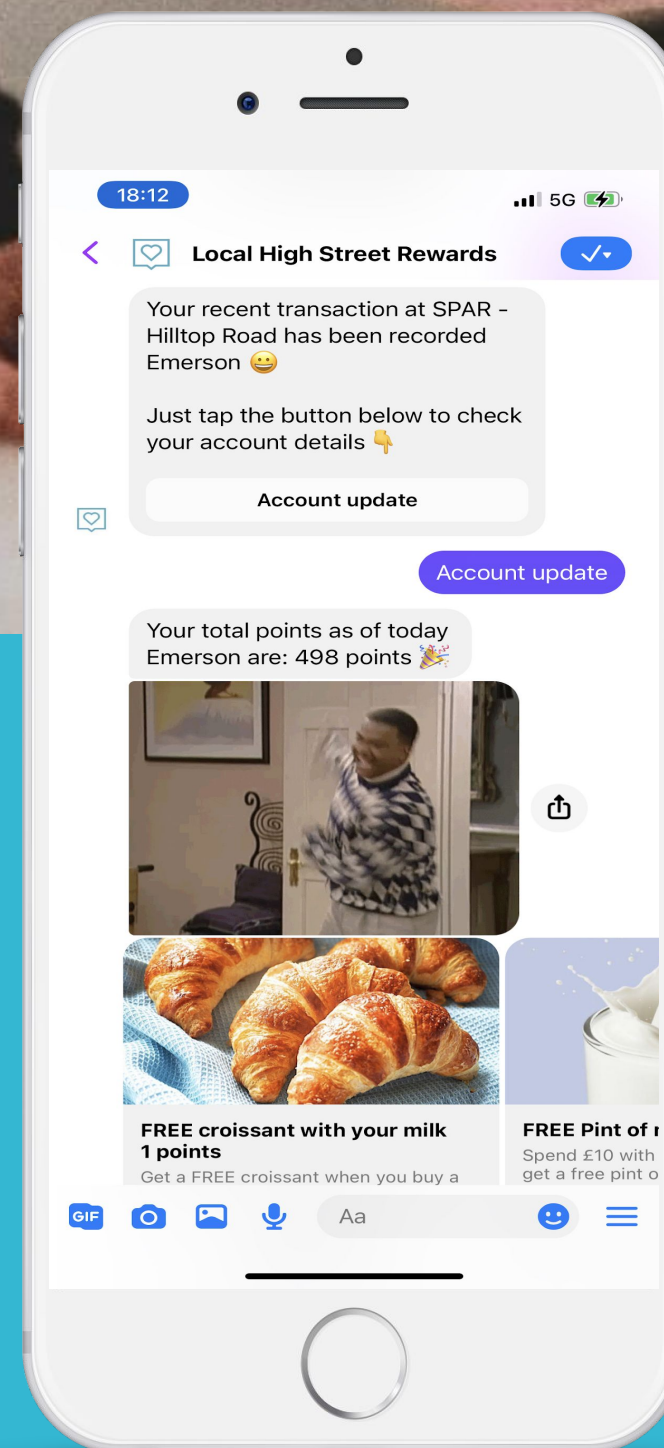 18:12
5G
Local High Street Rewards
Your recent transaction at SPAR -
Hilltop Road has been recorded
Emerson 😀
Just tap the button below to check
your account details 👇
Account update
Account update
Your total points as of today
Emerson are: 498 points 🎉
FREE croissant with your milk
1 points
Get a FREE croissant when you buy a
FREE Pint of
Spend £10 with
get a free pint
GIF
Aa